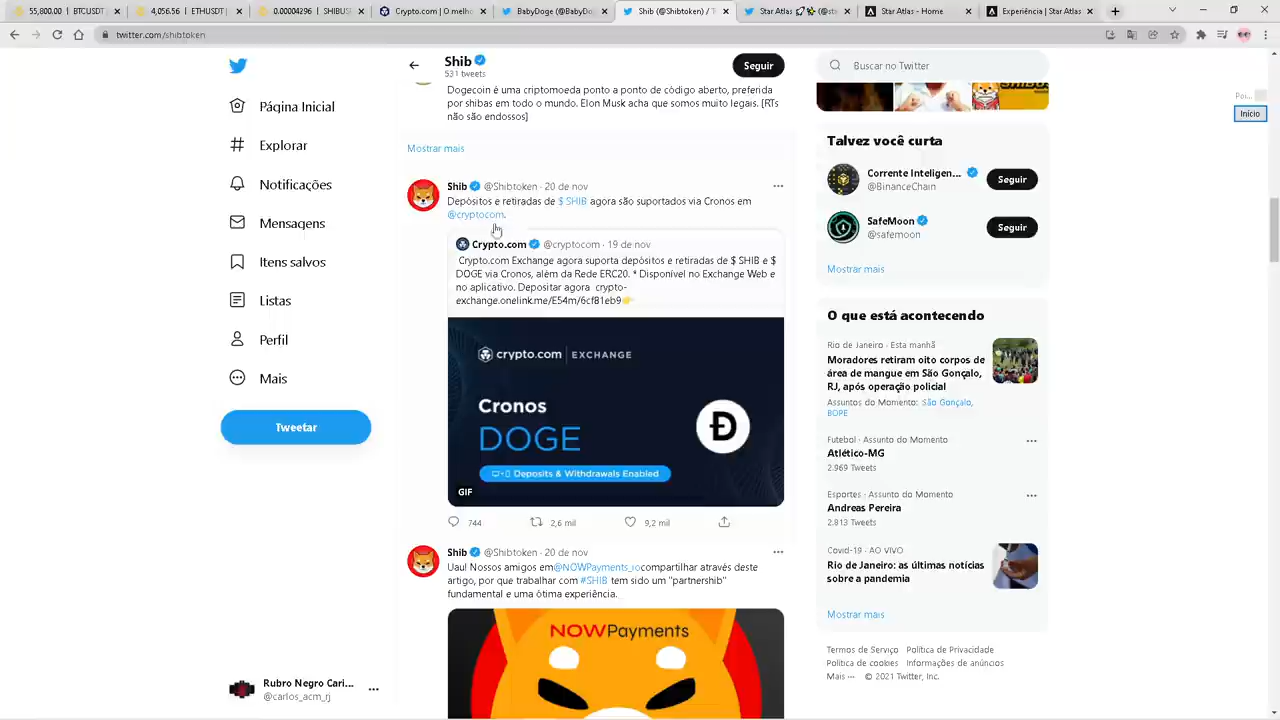 55,800.00 | BTCUSDT
4,056.56 | ETHUSDT
0.00004296 | SHIBUS
Crypto.com | O melho
BabyDoge (@BabyDo
Shib (@Shibtoken) / T
Star Atlas
Star Atlas - Home
Experiência | Star Atlas
twitter.com/shibtoken
Página Inicial
Explorar
Notificações
Mensagens
Itens salvos
Listas
Perfil
Mais
Tweetar
Rubro Negro Cari...
@carlos_acm_rj
Shib
531 tweets
Seguir
Dogecoin é uma criptomoeda ponto a ponto de código aberto, preferida
por shibas em todo o mundo. Elon Musk acha que somos muito legais. [RTs
não são endossos]
Mostrar mais
Shib @Shibtoken · 20 de nov
Depósitos e retiradas de $ SHIB agora são suportados via Cronos em
@cryptocom.
Crypto.com @cryptocom · 19 de nov
Crypto.com Exchange agora suporta depósitos e retiradas de $ SHIB e $
DOGE via Cronos, além da Rede ERC20. * Disponível no Exchange Web e
no aplicativo. Depositar agora crypto-
exchange.onelink.me/E54m/6cf81eb9
crypto.com | EXCHANGE
Cronos
DOGE
Deposits & Withdrawals Enabled
GIF
744
2,6 mil
9,2 mil
Shib @Shibtoken · 20 de nov
Uau! Nossos amigos em@NOWPayments_iocompartilhar através deste
artigo, por que trabalhar com #SHIB tem sido um "partnershib"
fundamental e uma ótima experiência.
NOWPayments
Buscar no Twitter
Talvez você curta
Corrente Inteligen...
@BinanceChain
Seguir
SafeMoon
@safemoon
Seguir
Mostrar mais
O que está acontecendo
Rio de Janeiro · Esta manhã
Moradores retiram oito corpos de
área de mangue em São Gonçalo,
RJ, após operação policial
Assuntos do Momento: São Gonçalo,
BOPE
Futebol · Assunto do Momento
Atlético-MG
2.969 Tweets
Esportes · Assunto do Momento
Andreas Pereira
2.813 Tweets
Covid-19 · AO VIVO
Rio de Janeiro: as últimas notícias
sobre a pandemia
Mostrar mais
Termos de Serviço Política de Privacidade
Política de cookies Informações de anúncios
Mais ··· © 2021 Twitter, Inc.
Início